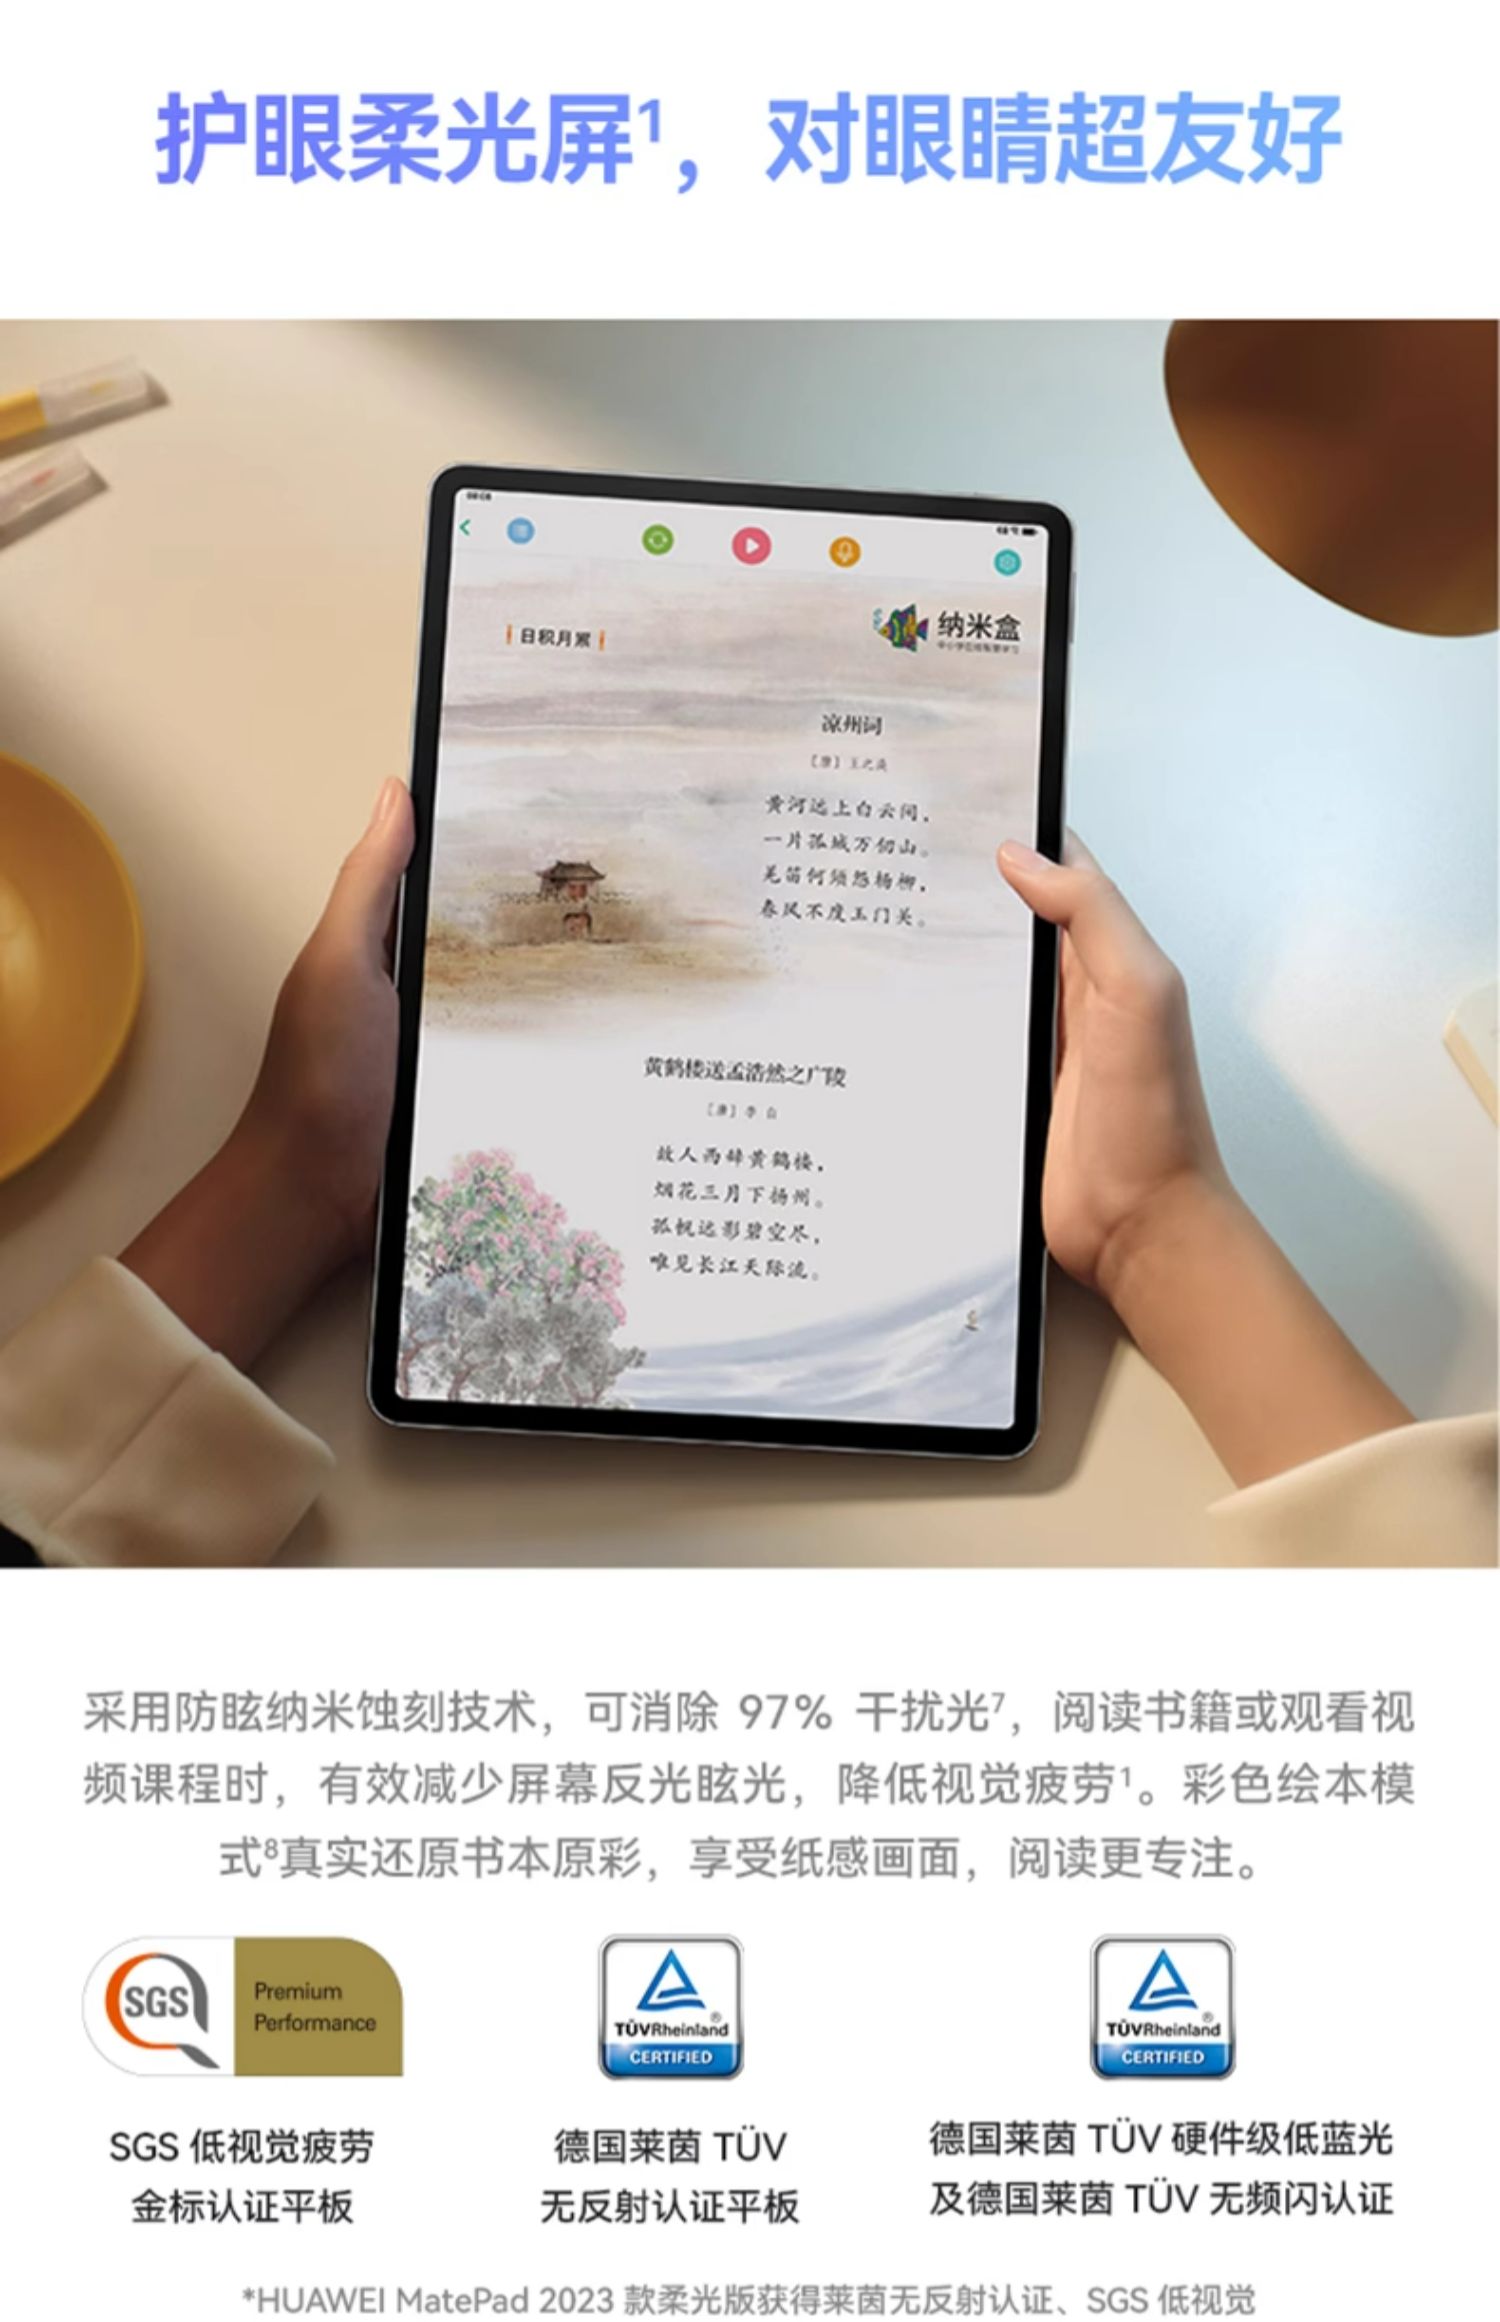 护眼柔光屏¹，对眼睛超友好
08:08
日积月累
纳米盒
中小学在线智慧学习
凉州词
［唐］王之涣
黄河远上白云间，
一片孤城万仞山。
羌笛何须怨杨柳，
春风不度玉门关。
黄鹤楼送孟浩然之广陵
［唐］李 白
故人西辞黄鹤楼，
烟花三月下扬州。
孤帆远影碧空尽，
唯见长江天际流。
采用防眩纳米蚀刻技术，可消除 97% 干扰光⁷，阅读书籍或观看视
频课程时，有效减少屏幕反光眩光，降低视觉疲劳¹。彩色绘本模
式⁸真实还原书本原彩，享受纸感画面，阅读更专注。
SGS
Premium
Performance
TÜVRheinland®
CERTIFIED
TÜVRheinland®
CERTIFIED
SGS 低视觉疲劳
金标认证平板
德国莱茵 TÜV
无反射认证平板
德国莱茵 TÜV 硬件级低蓝光
及德国莱茵 TÜV 无频闪认证
*HUAWEI MatePad 2023 款柔光版获得莱茵无反射认证、SGS 低视觉